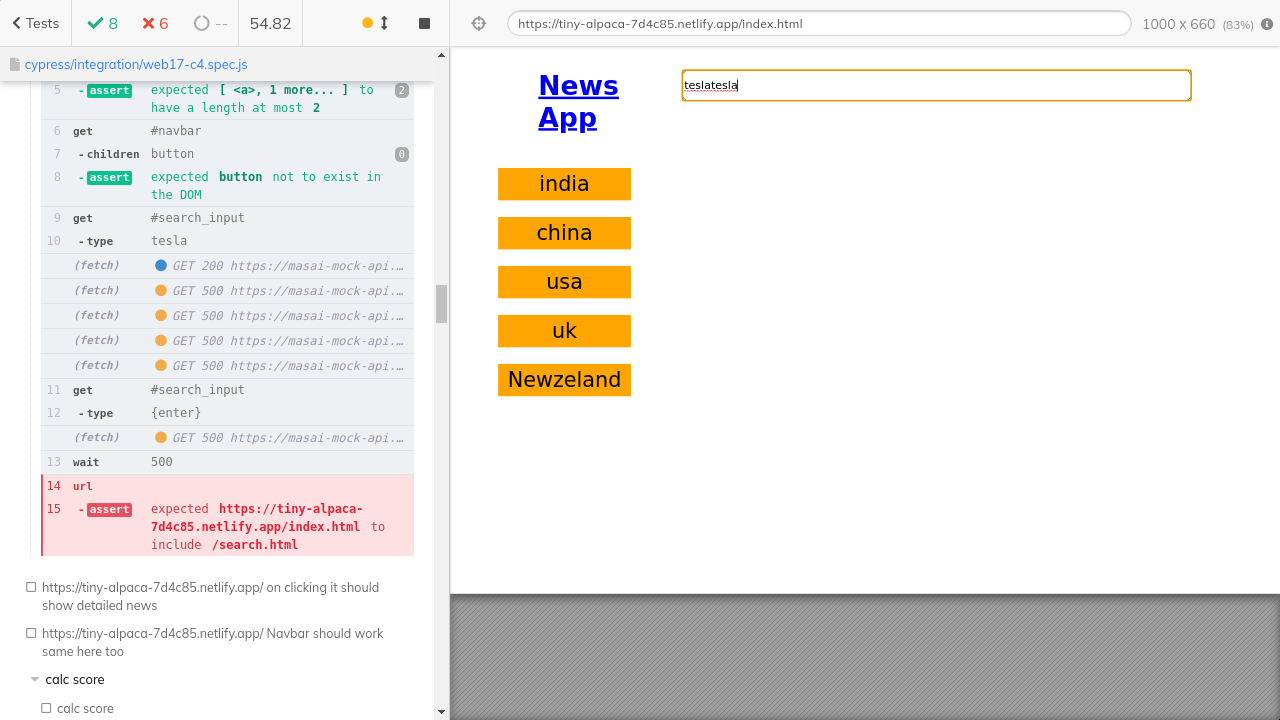 Tests
8
6
--
54.82
https://tiny-alpaca-7d4c85.netlify.app/index.html
1000 x 660 (83%)
cypress/integration/web17-c4.spec.js
5 -assert expected [ <a>, 1 more... ] to 2
have a length at most 2
6 get #navbar
7 -children button 0
8 -assert expected button not to exist in
the DOM
9 get #search_input
10 -type tesla
(fetch) GET 200 https://masai-mock-api.…
(fetch) GET 500 https://masai-mock-api.…
(fetch) GET 500 https://masai-mock-api.…
(fetch) GET 500 https://masai-mock-api.…
(fetch) GET 500 https://masai-mock-api.…
11 get #search_input
12 -type {enter}
(fetch) GET 500 https://masai-mock-api.…
13 wait 500
14 url
15 -assert expected https://tiny-alpaca-
7d4c85.netlify.app/index.html to
include /search.html
https://tiny-alpaca-7d4c85.netlify.app/ on clicking it should
show detailed news
https://tiny-alpaca-7d4c85.netlify.app/ Navbar should work
same here too
calc score
calc score
News
App
teslatesla
india
china
usa
uk
Newzeland